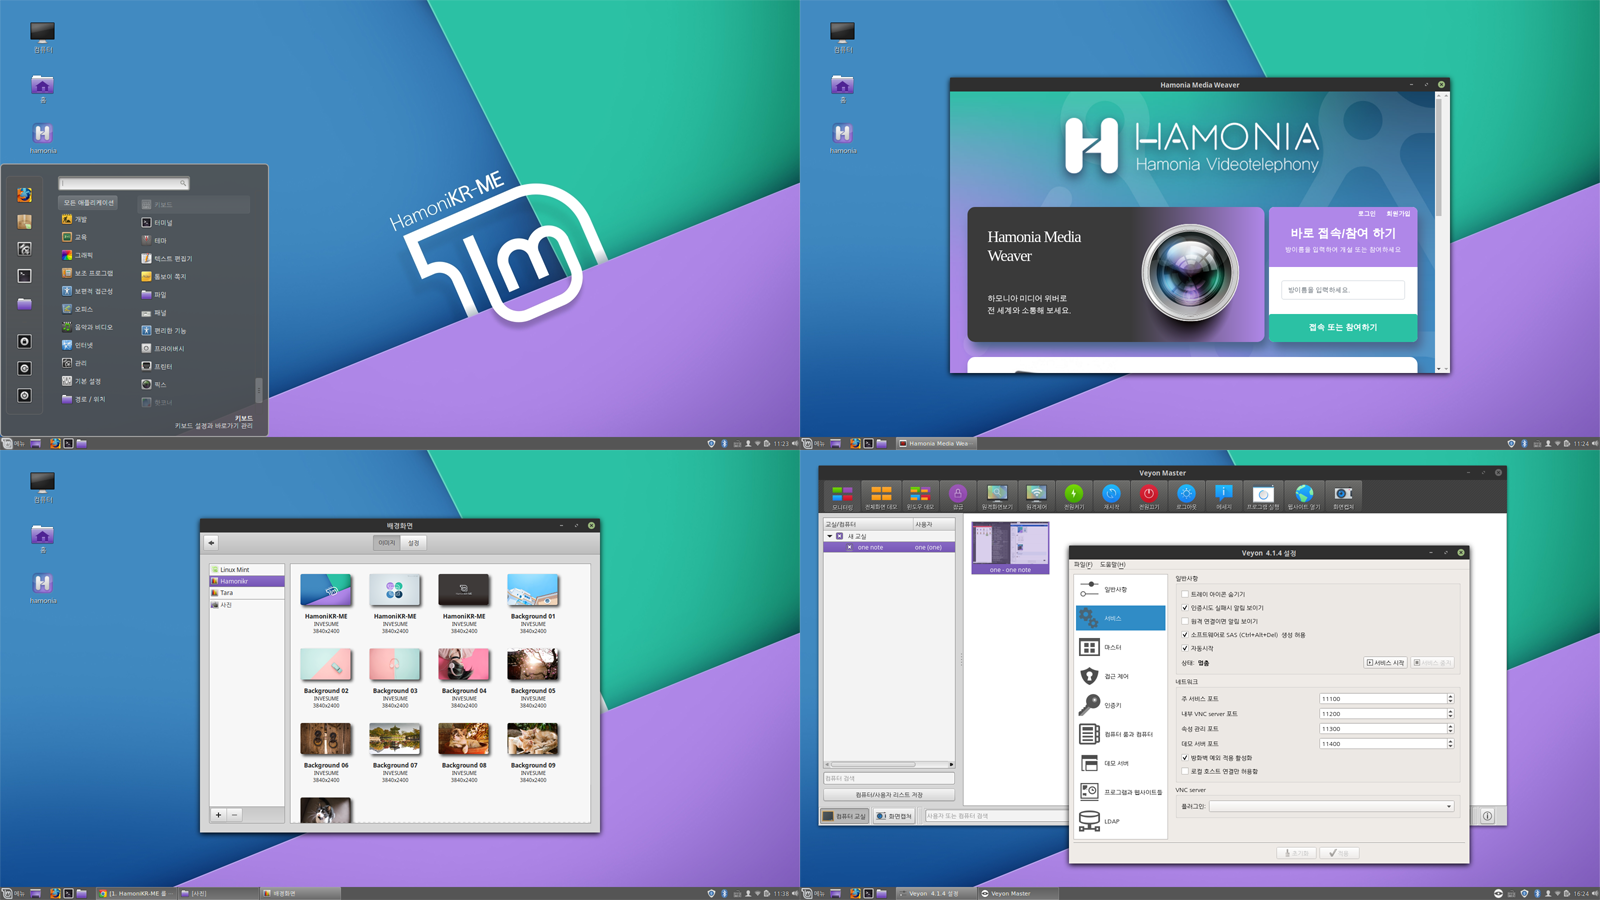 컴퓨터
홈
hamonia
HamoniKR-ME
모든 애플리케이션
개발
교육
그래픽
보조 프로그램
보편적 접근성
오피스
음악과 비디오
인터넷
관리
기본 설정
경로 / 위치
키보드
터미널
테마
텍스트 편집기
톰보이 쪽지
파일
패널
편리한 기능
프라이버시
프린터
픽스
키보드
키보드 설정과 바로가기 관리
메뉴
11:23
컴퓨터
홈
hamonia
Hamonia Media Weaver
HAMONIA
Hamonia Videotelephony
로그인 회원가입
Hamonia Media
Weaver
하모니아 미디어 위버로
전 세계와 소통해 보세요.
바로 접속/참여 하기
방이름을 입력하여 개설 또는 참여하세요
방이름을 입력하세요.
접속 또는 참여하기
메뉴
Hamonia Media Wea
11:24
컴퓨터
홈
hamonia
배경화면
이미지 설정
Linux Mint
Hamonikr
Tara
사진
HamoniKR-ME
INVESUME
3840x2400
HamoniKR-ME
INVESUME
3840x2400
HamoniKR-ME
INVESUME
3840x2400
Background 01
INVESUME
3840x2400
Background 02
INVESUME
3840x2400
Background 03
INVESUME
3840x2400
Background 04
INVESUME
3840x2400
Background 05
INVESUME
3840x2400
Background 06
INVESUME
3840x2400
Background 07
INVESUME
3840x2400
Background 08
INVESUME
3840x2400
Background 09
INVESUME
3840x2400
메뉴
[1. HamoniKR-ME 홈
[사진]
배경화면
11:38
Veyon Master
모니터링
전체화면 데모
윈도우 데모
잠금
원격화면보기
원격제어
전원켜기
재시작
전원끄기
로그아웃
메세지
프로그램 실행
웹사이트 열기
화면캡쳐
교실/컴퓨터 사용자
새 교실
one note one (one)
one - one note
컴퓨터 검색
컴퓨터/사용자 리스트 저장
컴퓨터 교실
화면캡쳐
사용자 또는 컴퓨터 검색
Veyon 4.1.4 설정
파일(F) 도움말(H)
일반사항
서비스
마스터
접근 제어
인증키
컴퓨터 룸과 컴퓨터
데모 서버
프로그램과 웹사이트들
LDAP
일반사항
트레이 아이콘 숨기기
인증시도 실패시 알림 보이기
원격 연결이면 알림 보이기
소프트웨어로 SAS (Ctrl+Alt+Del) 생성 허용
자동시작
상태: 멈춤
서비스 시작
서비스 중지
네트워크
주 서비스 포트 11100
내부 VNC server 포트 11200
속성 관리 포트 11300
데모 서버 포트 11400
방화벽 예외 적용 활성화
로컬 호스트 연결만 허용함
VNC server
플러그인:
초기화
적용
메뉴
Veyon 4.1.4 설정
Veyon Master
16:24